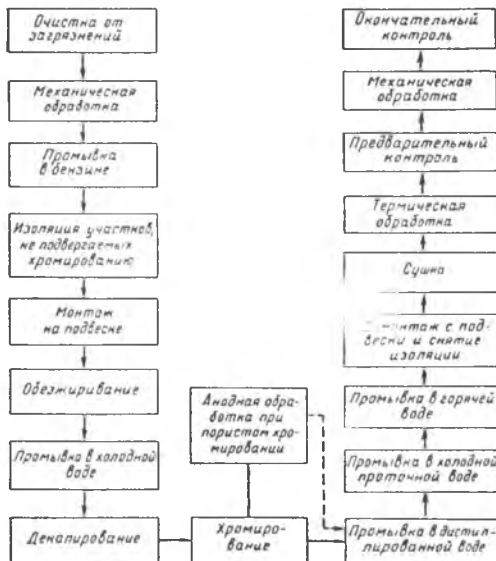 Очистка от
загрязнений
Механическая
обработка
Промывка
в бензине
Изоляция участков,
не подвергаемых
хромированию
Монтаж
на подвеске
Обезжиривание
Промывка в холодной
воде
Декапирование
Хромиро-
вание
Анодная обра-
ботка при
пористом хро-
мировании
Промывка в дистил-
лированной воде
Промывка в холодной
проточной воде
Промывка в горячей
воде
с под-
вески и снятие
изоляции
Сушка
Термическая
обработка
Предварительный
контроль
Механическая
обработка
Окончательный
контроль